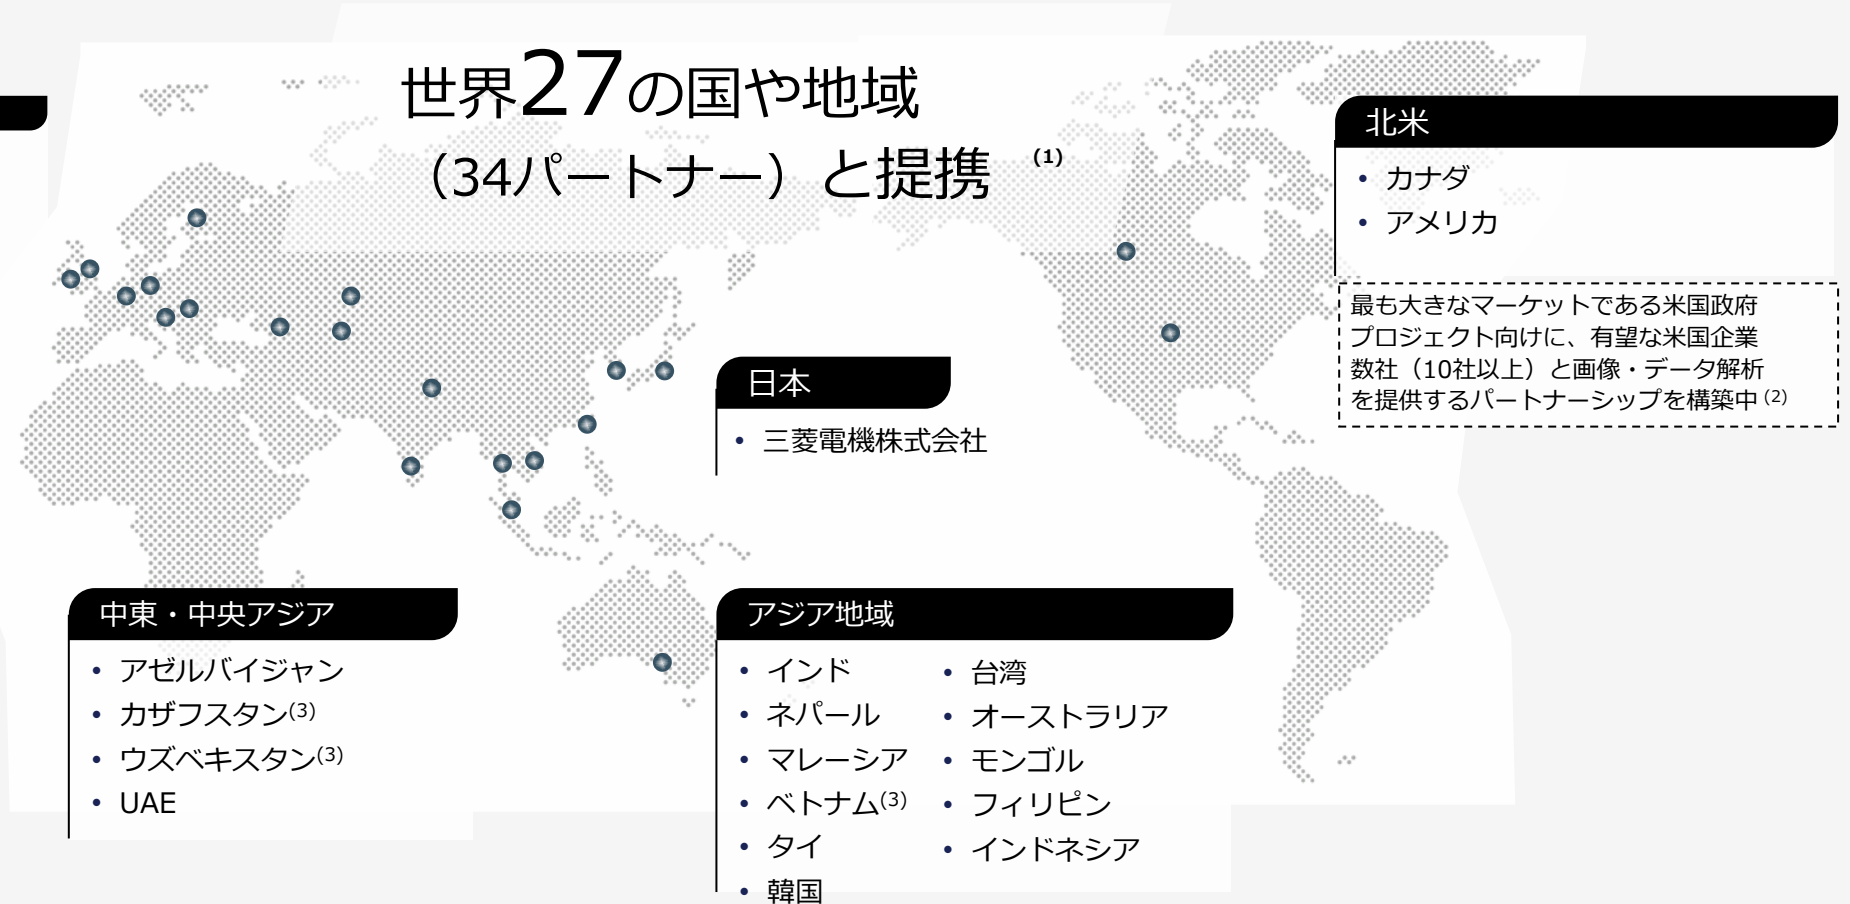 世界27の国や地域
（34パートナー）と提携 (1)
北米
• カナダ
• アメリカ
最も大きなマーケットである米国政府
プロジェクト向けに、有望な米国企業
数社（10社以上）と画像・データ解析
を提供するパートナーシップを構築中(2)
日本
• 三菱電機株式会社
中東・中央アジア
• アゼルバイジャン
• カザフスタン(3)
• ウズベキスタン(3)
• UAE
アジア地域
• インド
• ネパール
• マレーシア
• ベトナム(3)
• タイ
• 韓国
• 台湾
• オーストラリア
• モンゴル
• フィリピン
• インドネシア